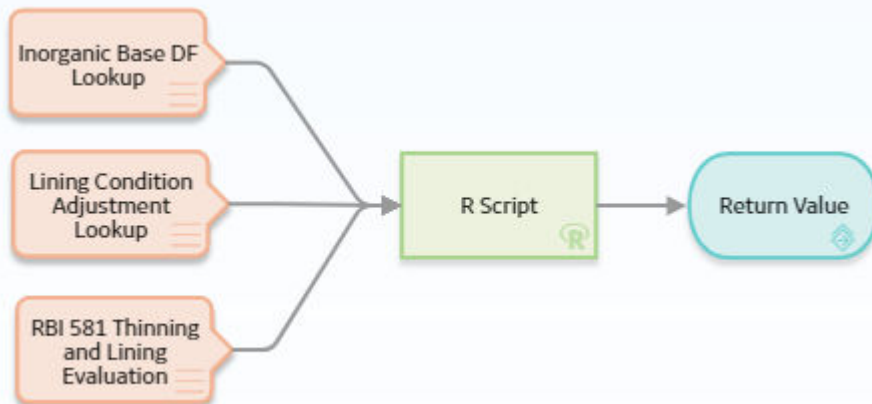 Inorganic Base DF
Lookup
Lining Condition
Adjustment
Lookup
RBI 581 Thinning
and Lining
Evaluation
R Script
R
Return Value